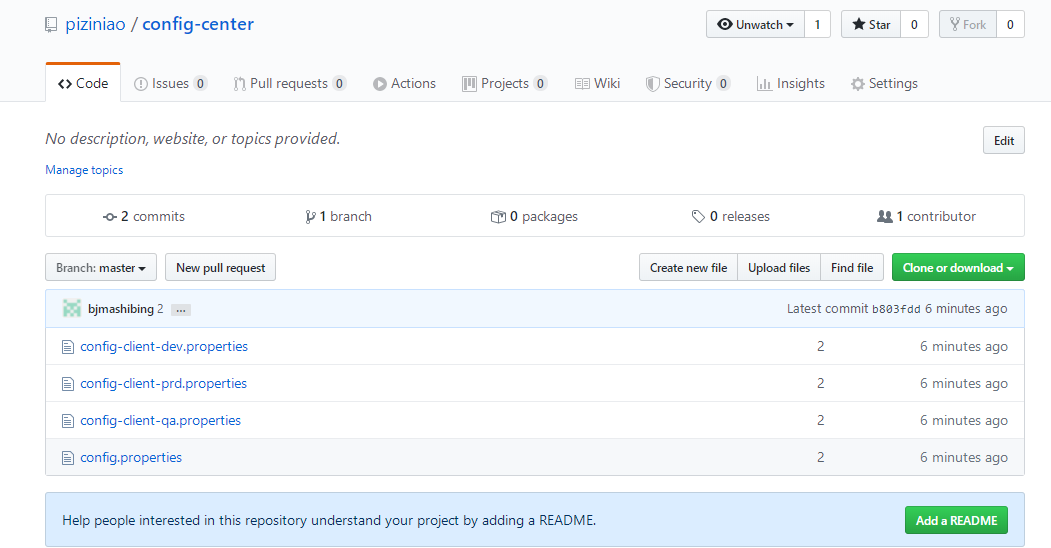 piziniao / config-center Unwatch 1 Star 0 Fork 0
Code Issues 0 Pull requests 0 Actions Projects 0 Wiki Security 0 Insights Settings
No description, website, or topics provided. Edit
Manage topics
2 commits 1 branch 0 packages 0 releases 1 contributor
Branch: master New pull request Create new file Upload files Find file Clone or download
bjmashibing 2 ... Latest commit b803fdd 6 minutes ago
config-client-dev.properties 2 6 minutes ago
config-client-prd.properties 2 6 minutes ago
config-client-qa.properties 2 6 minutes ago
config.properties 2 6 minutes ago
Help people interested in this repository understand your project by adding a README. Add a README